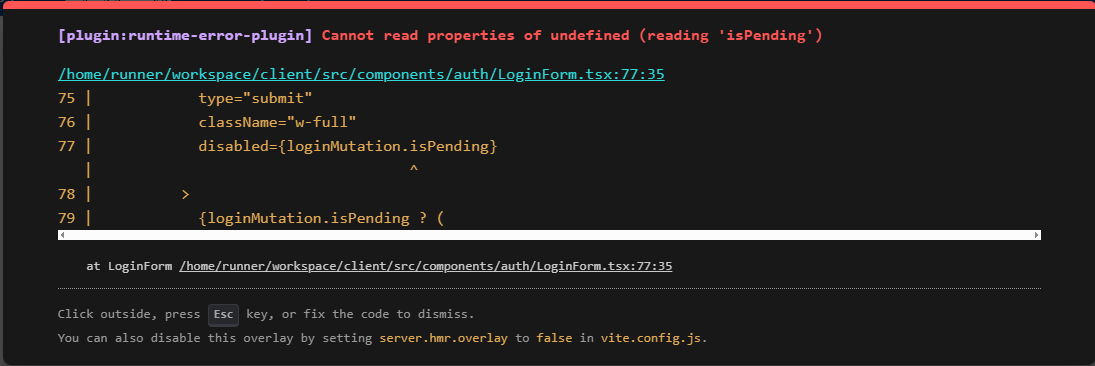 [plugin:runtime-error-plugin] Cannot read properties of undefined (reading 'isPending')
/home/runner/workspace/client/src/components/auth/LoginForm.tsx:77:35
75 |            type="submit"
76 |            className="w-full"
77 |            disabled={loginMutation.isPending}
   |                                   ^
78 |          >
79 |            {loginMutation.isPending ? (
at LoginForm /home/runner/workspace/client/src/components/auth/LoginForm.tsx:77:35
Click outside, press Esc key, or fix the code to dismiss.
You can also disable this overlay by setting server.hmr.overlay to false in vite.config.js.